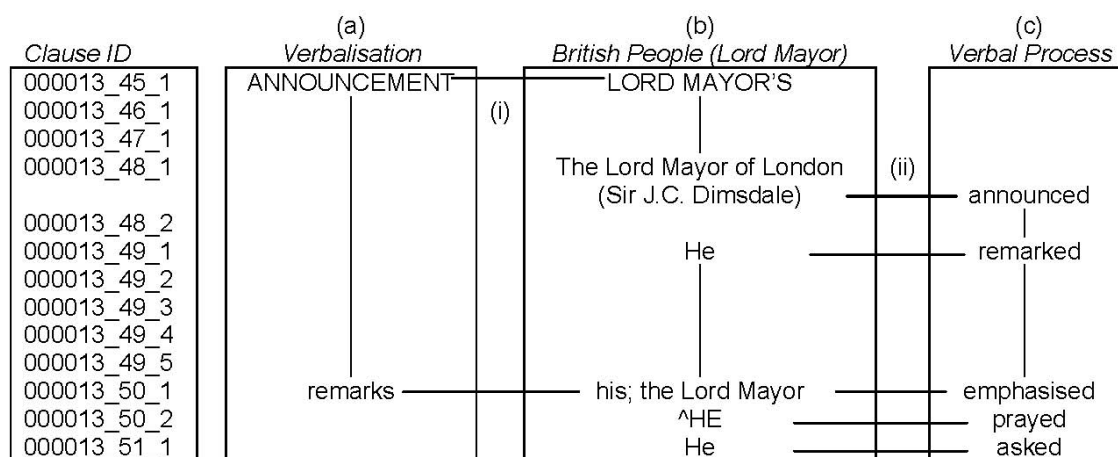 (a) (b) (c)
Clause ID Verbalisation British People (Lord Mayor) Verbal Process
000013_45_1 ANNOUNCEMENT LORD MAYOR'S
000013_46_1 (i)
000013_47_1
000013_48_1 The Lord Mayor of London (ii)
(Sir J.C. Dimsdale) announced
000013_48_2
000013_49_1 He remarked
000013_49_2
000013_49_3
000013_49_4
000013_49_5
000013_50_1 remarks his; the Lord Mayor emphasised
000013_50_2 ^HE prayed
000013_51_1 He asked